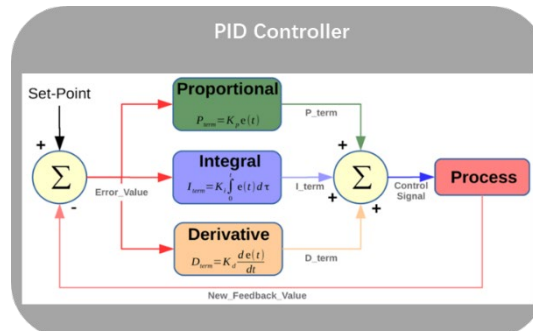 PID Controller
Set-Point
+
Σ
-
Error_Value
Proportional
P_term=K_p e(t)
P_term
Integral
I_term=K_i∫_0^t e(t)dτ
I_term
Derivative
D_term=K_d de(t)/dt
D_term
+
+
+
Σ
Control
Signal
Process
New_Feedback_Value